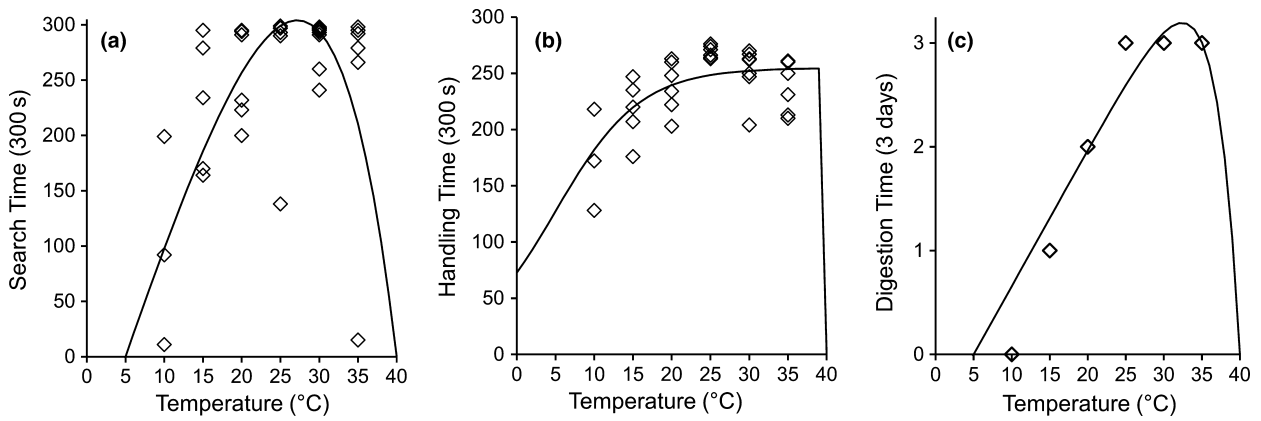 (a)
Search Time (300 s)
300
250
200
150
100
50
0
0 5 10 15 20 25 30 35 40
Temperature (°C)
(b)
Handling Time (300 s)
300
250
200
150
100
50
0
0 5 10 15 20 25 30 35 40
Temperature (°C)
(c)
Digestion Time (3 days)
3
2
1
0
0 5 10 15 20 25 30 35 40
Temperature (°C)